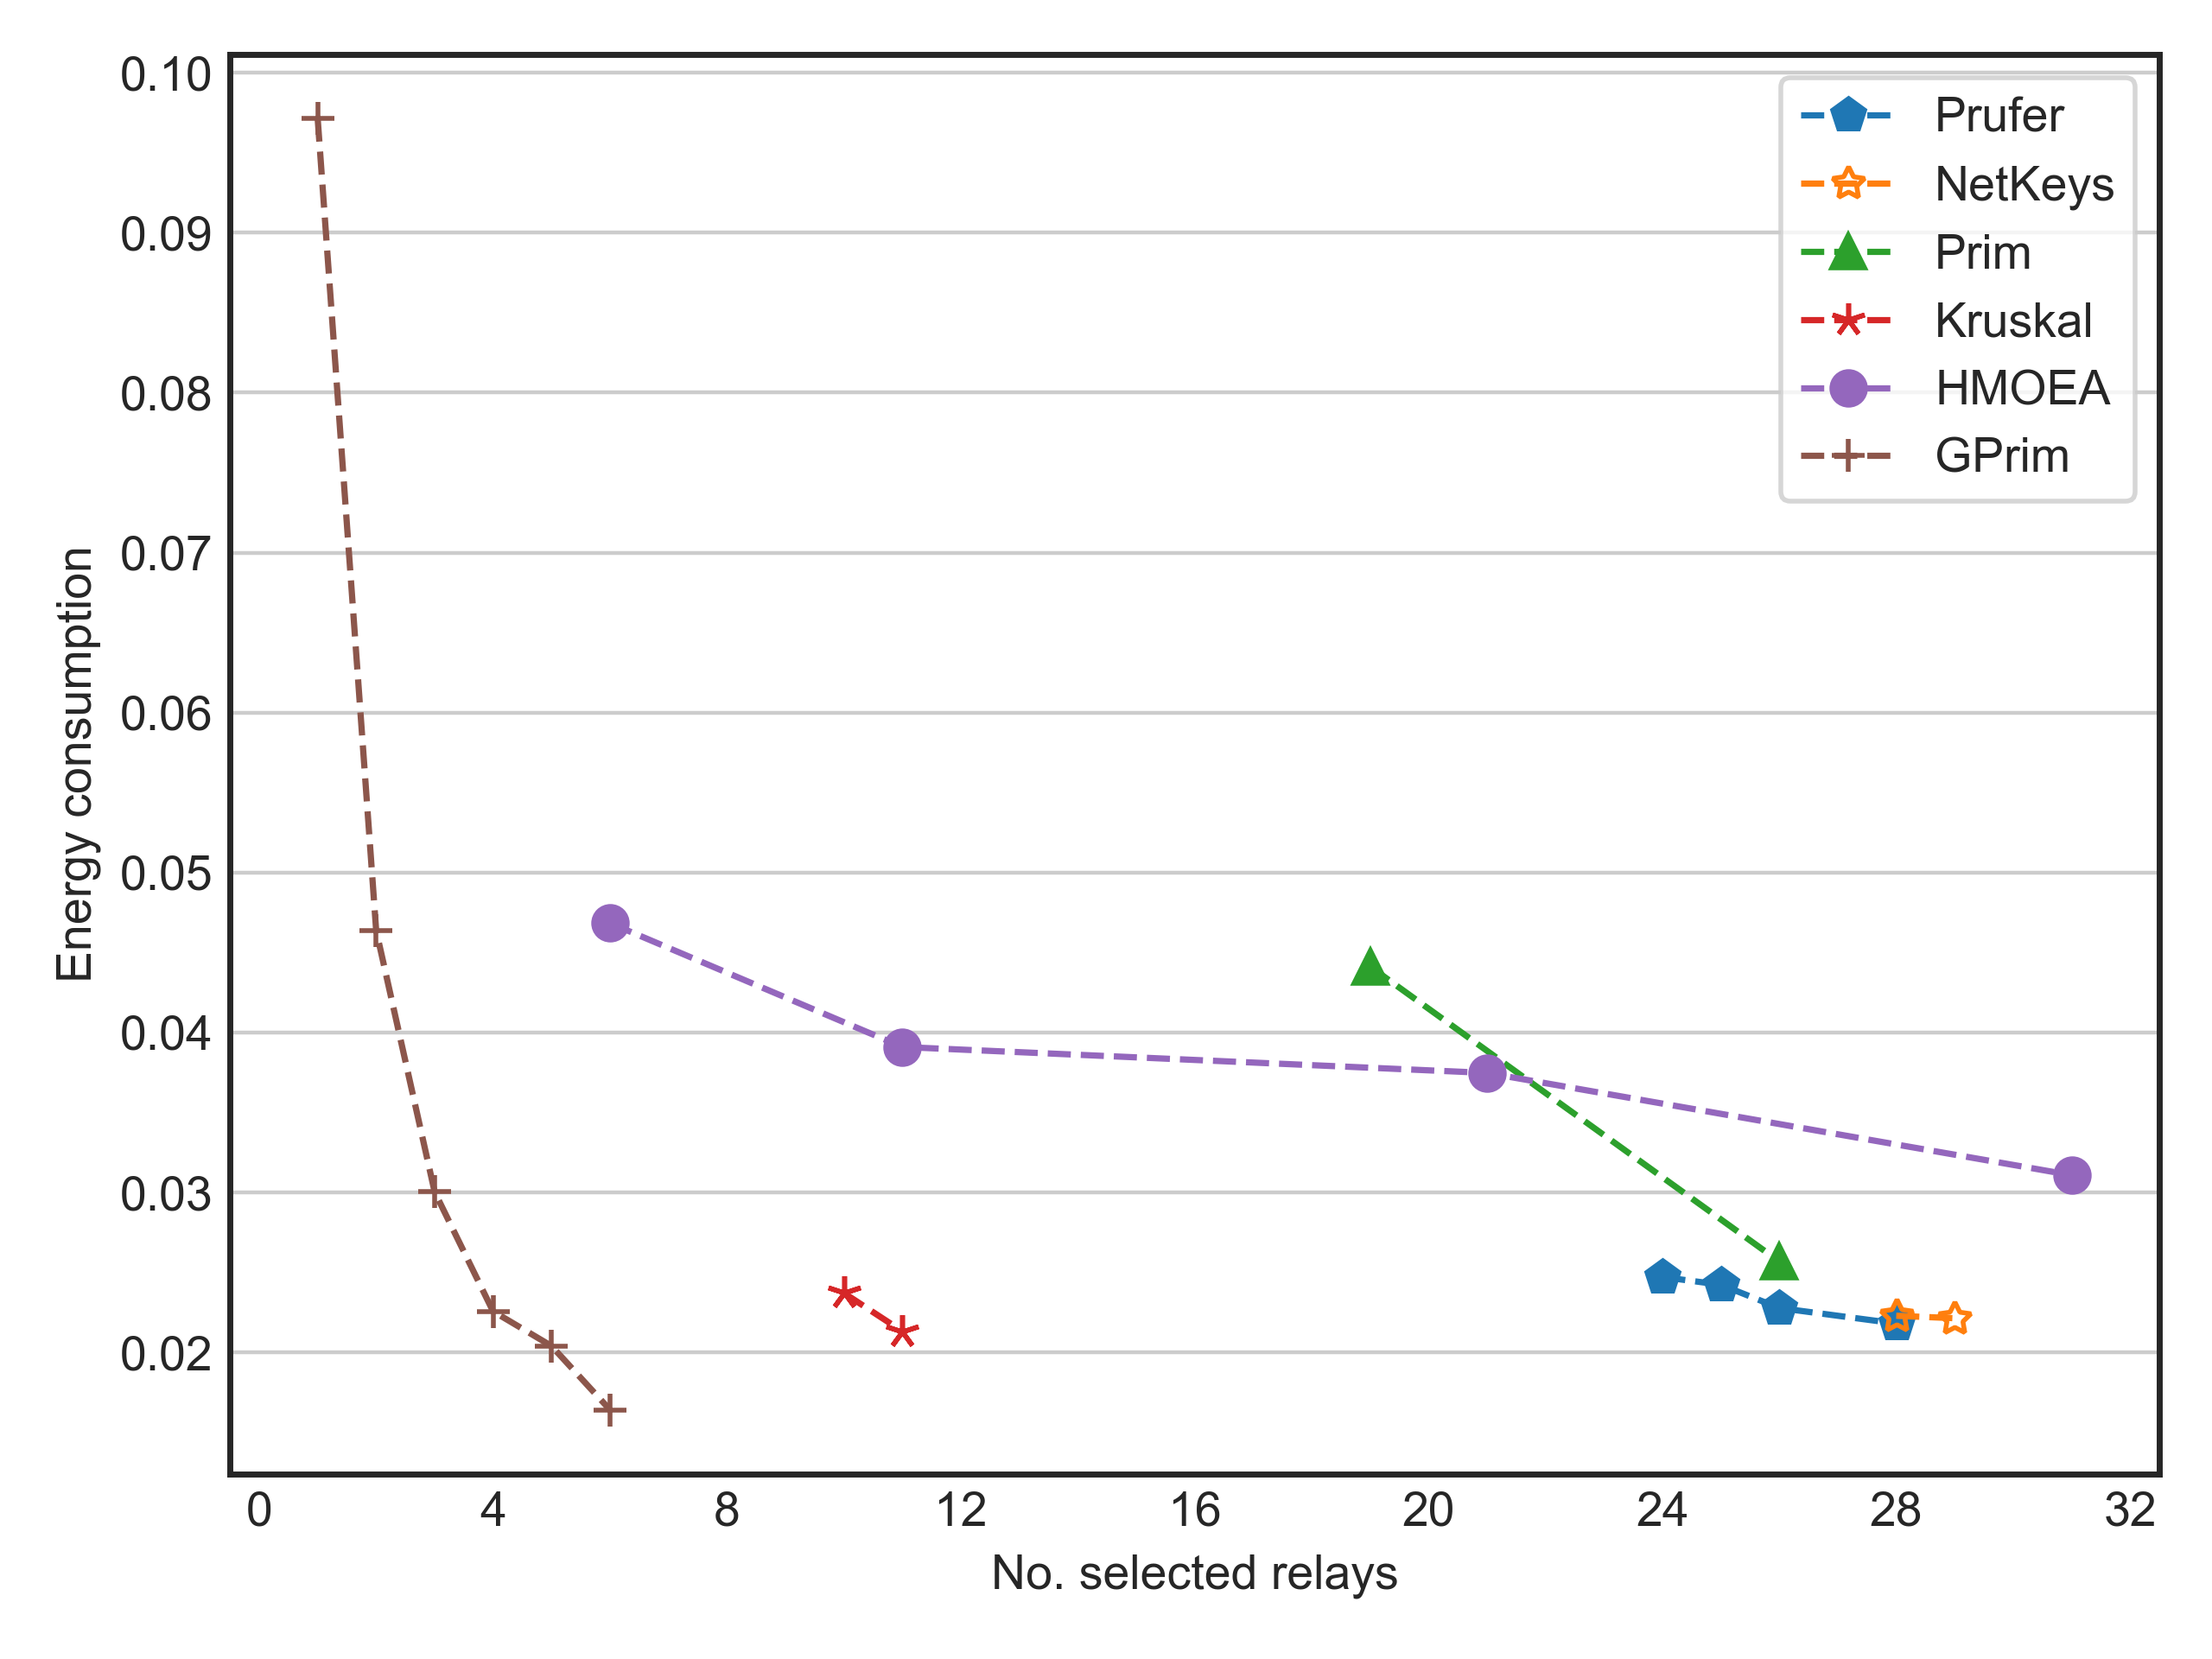 0.10
0.09
0.08
0.07
0.06
0.05
0.04
0.03
0.02
Energy consumption
Prufer
NetKeys
Prim
Kruskal
HMOEA
GPrim
0 4 8 12 16 20 24 28 32
No. selected relays